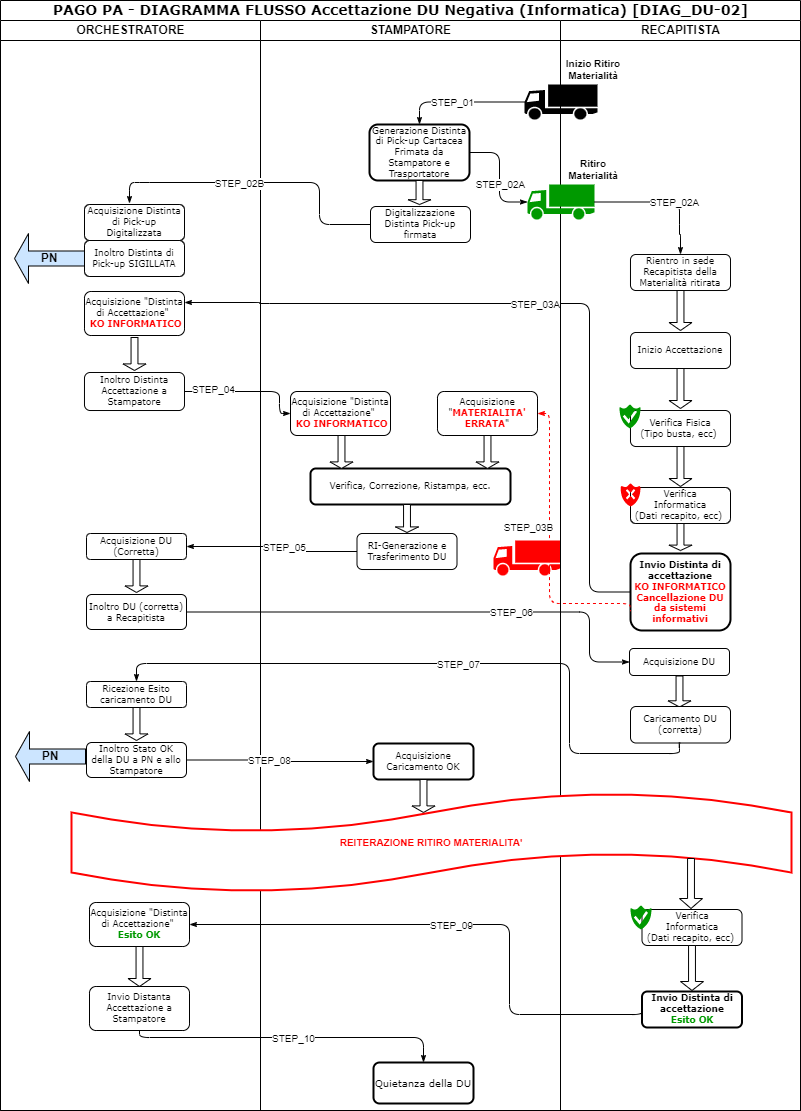 PAGO PA - DIAGRAMMA FLUSSO Accettazione DU Negativa (Informatica) [DIAG_DU-02]
ORCHESTRATORE
STAMPATORE
RECAPITISTA
Inizio Ritiro
Materialità
STEP_01
Generazione Distinta
di Pick-up Cartacea
Frimata da
Stampatore e
Trasportatore
Ritiro
Materialità
STEP_02B
STEP_02A
STEP_02A
Acquisizione Distinta
di Pick-up
Digitalizzata
Digitalizzazione
Distinta Pick-up
firmata
PN
Inoltro Distinta di
Pick-up SIGILLATA
Rientro in sede
Recapitista della
Materialità ritirata
Acquisizione "Distinta
di Accettazione"
KO INFORMATICO
STEP_03A
Inizio Accettazione
Inoltro Distinta
Accettazione a
Stampatore
STEP_04
Acquisizione "Distinta
di Accettazione"
KO INFORMATICO
Acquisizione
"MATERIALITA'
ERRATA"
Verifica Fisica
(Tipo busta, ecc)
Verifica, Correzione, Ristampa, ecc.
Verifica
Informatica
(Dati recapito, ecc)
STEP_03B
Acquisizione DU
(Corretta)
STEP_05
RI-Generazione e
Trasferimento DU
Invio Distinta di
accettazione
KO INFORMATICO
Cancellazione DU
da sistemi
informativi
Inoltro DU (corretta)
a Recapitista
STEP_06
Acquisizione DU
STEP_07
Ricezione Esito
caricamento DU
Caricamento DU
(corretta)
PN
Inoltro Stato OK
della DU a PN e allo
Stampatore
STEP_08
Acquisizione
Caricamento OK
REITERAZIONE RITIRO MATERIALITA'
Acquisizione "Distinta
di Accettazione"
Esito OK
STEP_09
Verifica
Informatica
(Dati recapito, ecc)
Invio Distanta
Accettazione a
Stampatore
Invio Distinta di
accettazione
Esito OK
STEP_10
Quietanza della DU